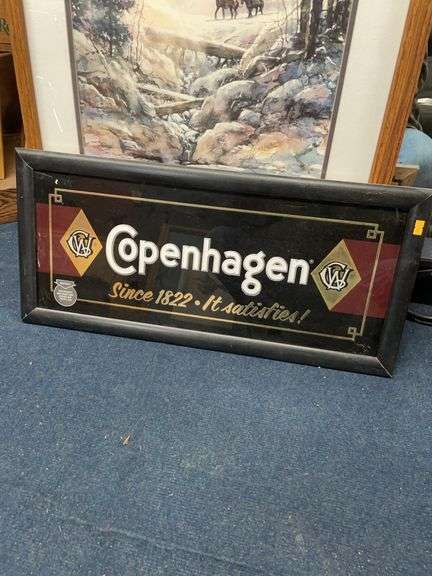 Copenhagen®
Since 1822 • It satisfies!